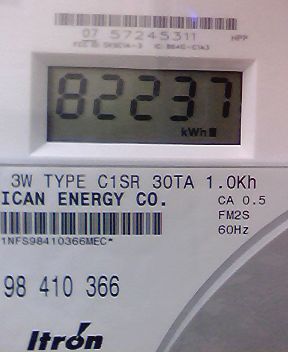 07 57245311 HPP
82237
kWh
3W TYPE C1SR 30TA 1.0Kh
ICAN ENERGY CO. CA 0.5
FM2S
1NFS98410366MEC* 60Hz
98 410 366
Itron